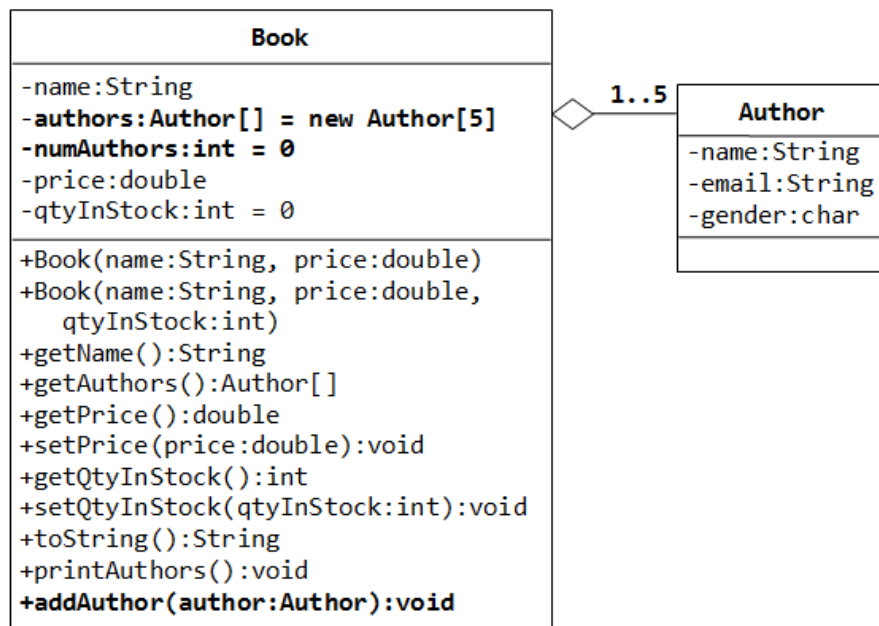 Book
-name:String
-authors:Author[] = new Author[5]
-numAuthors:int = 0
-price:double
-qtyInStock:int = 0
+Book(name:String, price:double)
+Book(name:String, price:double,
qtyInStock:int)
+getName():String
+getAuthors():Author[]
+getPrice():double
+setPrice(price:double):void
+getQtyInStock():int
+setQtyInStock(qtyInStock:int):void
+toString():String
+printAuthors():void
+addAuthor(author:Author):void
1..5
Author
-name:String
-email:String
-gender:char